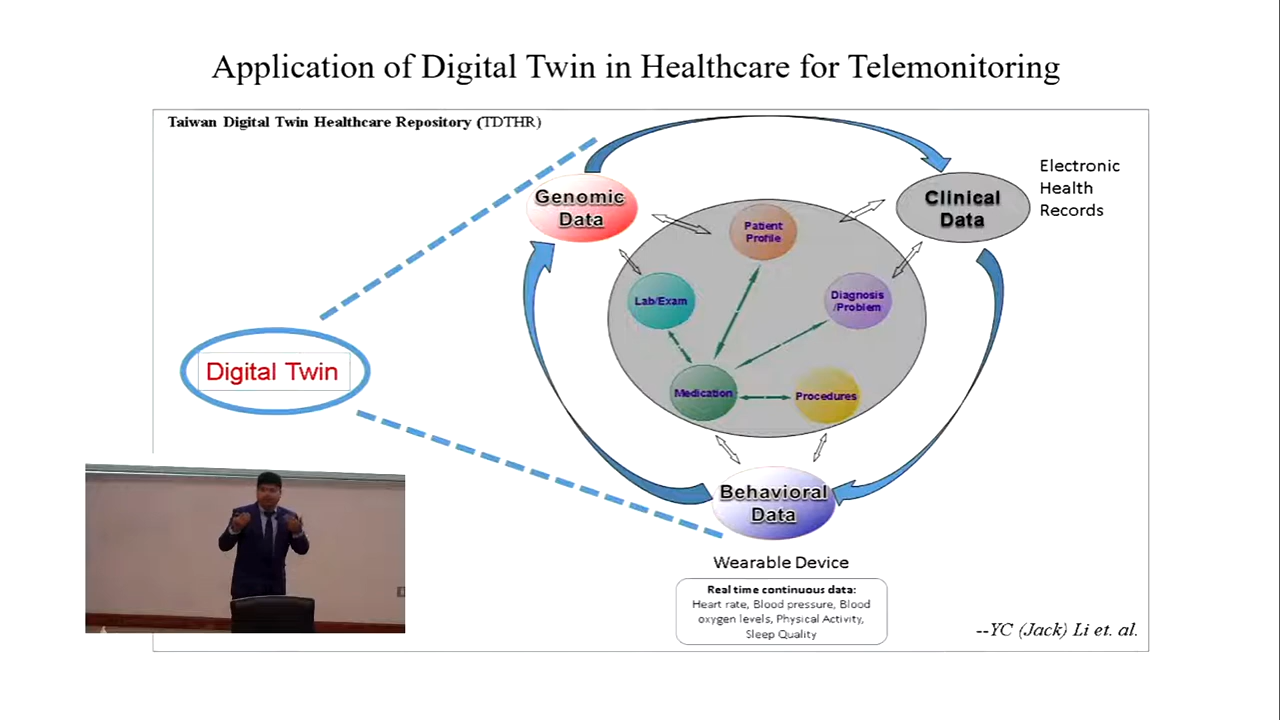 Application of Digital Twin in Healthcare for Telemonitoring
Taiwan Digital Twin Healthcare Repository (TDTHR)
Genomic
Data
Clinical
Data
Electronic
Health
Records
Patient
Profile
Lab/Exam
Diagnosis
/Problem
Digital Twin
Medication
Procedures
Behavioral
Data
Wearable Device
Real time continuous data:
Heart rate, Blood pressure, Blood
oxygen levels, Physical Activity,
Sleep Quality
--YC (Jack) Li et. al.